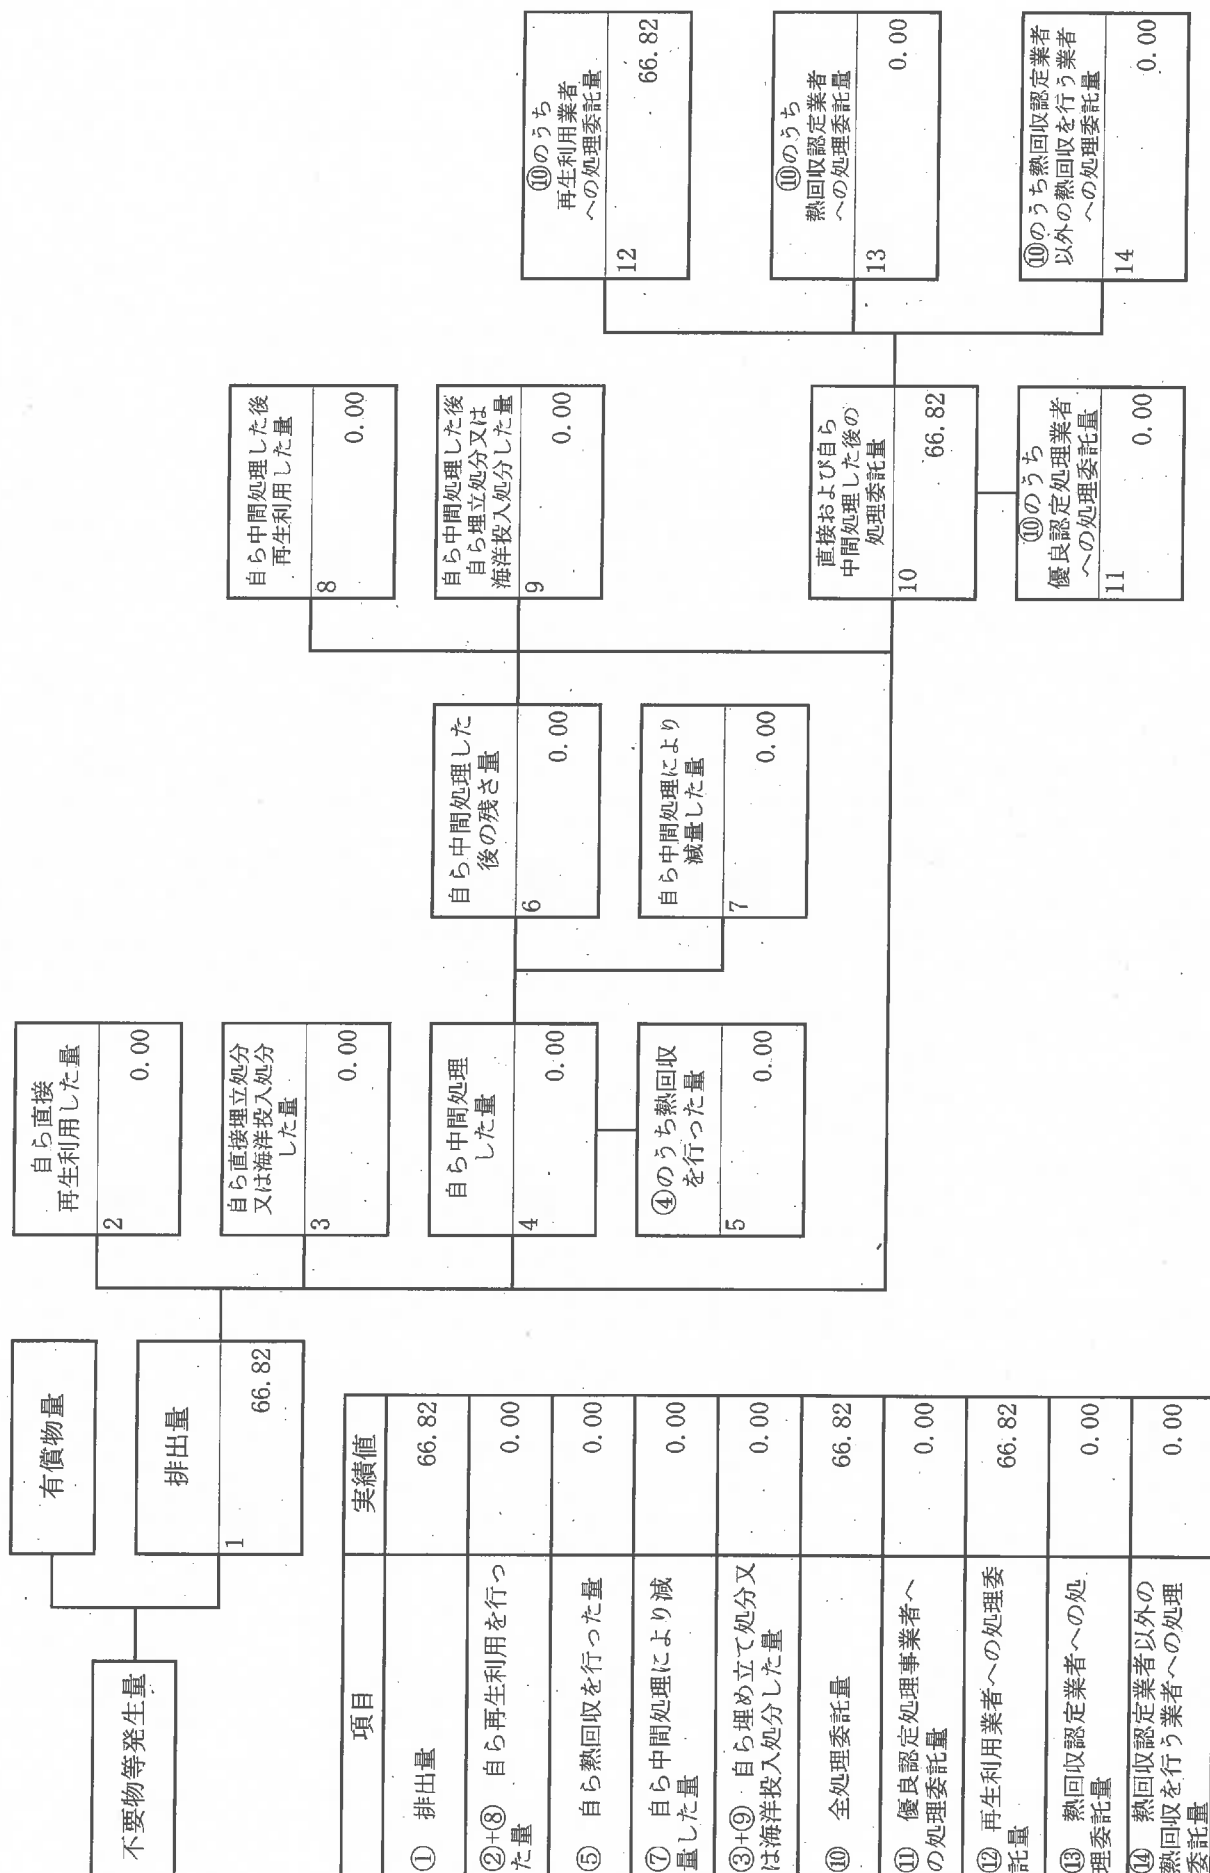 不要物等発生量
有償物量
排出量
1
66.82
自ら直接
再生利用した量
2
0.00
自ら直接埋立処分
又は海洋投入処分
した量
3
0.00
自ら中間処理
した量
4
0.00
④のうち熱回収
を行った量
5
0.00
自ら中間処理した
後の残さ量
6
0.00
自ら中間処理により
減量した量
7
0.00
自ら中間処理した後
再生利用した量
8
0.00
自ら中間処理した後
自ら埋立処分又は
海洋投入処分した量
9
0.00
直接および自ら
中間処理した後の
処理委託量
10
66.82
⑩のうち
優良認定処理業者
への処理委託量
11
0.00
⑩のうち
再生利用業者
への処理委託量
12
66.82
⑩のうち
熱回収認定業者
への処理委託量
13
0.00
⑩のうち熱回収認定業者
以外の熱回収を行う業者
への処理委託量
14
0.00
項目 実績値
① 排出量 66.82
②+⑧ 自ら再生利用を行っ
た量 0.00
⑤ 自ら熱回収を行った量 0.00
⑦ 自ら中間処理により減
量した量 0.00
③+⑨ 自ら埋め立て処分又
は海洋投入処分した量 0.00
⑩ 全処理委託量 66.82
⑪ 優良認定処理事業者へ
の処理委託量 0.00
⑫ 再生利用業者への処理委
託量 66.82
⑬ 熱回収認定業者への処
理委託量 0.00
⑭ 熱回収認定業者以外の
熱回収を行う業者への処理
委託量 0.00